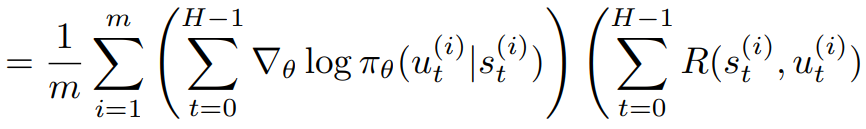 = \frac{1}{m} \sum_{i=1}^{m} \left( \sum_{t=0}^{H-1} \nabla_\theta \log \pi_\theta(u_t^{(i)}|s_t^{(i)}) \right) \left( \sum_{t=0}^{H-1} R(s_t^{(i)}, u_t^{(i)})